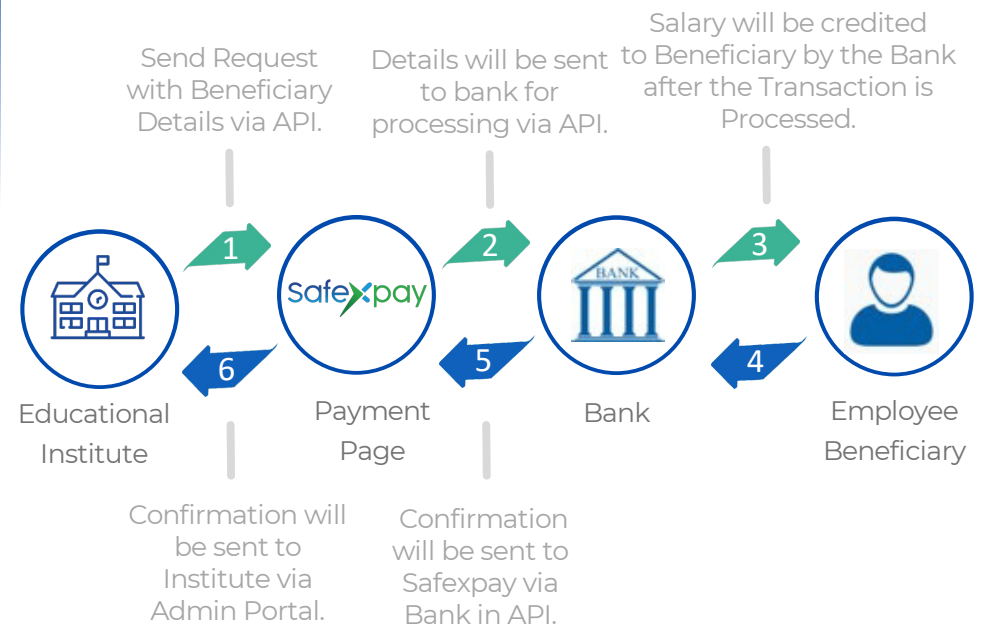 Send Request
with Beneficiary
Details via API.
Details will be sent
to bank for
processing via API.
Salary will be credited
to Beneficiary by the Bank
after the Transaction is
Processed.
1
2
3
Safexpay
BANK
6
5
4
Educational
Institute
Payment
Page
Bank
Employee
Beneficiary
Confirmation will
be sent to
Institute via
Admin Portal.
Confirmation
will be sent to
Safexpay via
Bank in API.